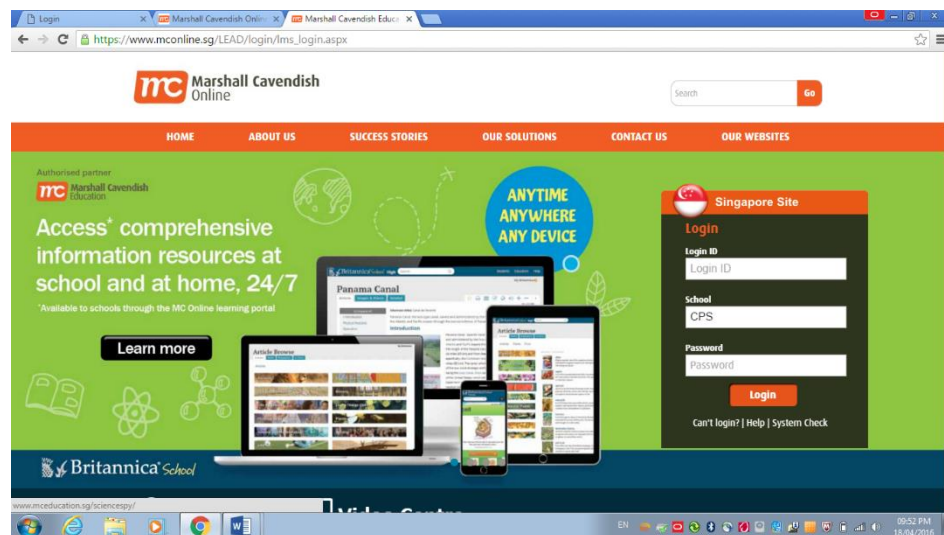 Login
Marshall Cavendish Onlin
Marshall Cavendish Educa
https://www.mconline.sg/LEAD/login/lms_login.aspx
mc Marshall Cavendish
Online
Search
Go
HOME
ABOUT US
SUCCESS STORIES
OUR SOLUTIONS
CONTACT US
OUR WEBSITES
Authorised partner
mc Marshall Cavendish
Education
Access* comprehensive
information resources at
school and at home, 24/7
*Available to schools through the MC Online learning portal
Learn more
ANYTIME
ANYWHERE
ANY DEVICE
Panama Canal
Introduction
Article Browse
Article Browse
Britannica School
Singapore Site
Login
Login ID
Login ID
School
CPS
Password
Password
Login
Can't login? | Help | System Check
www.mceducation.sg/sciencespy/
EN
09:52 PM
18/04/2016